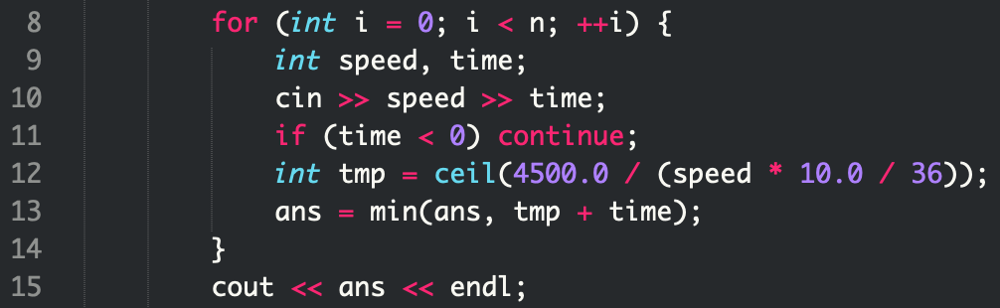 8 for (int i = 0; i < n; ++i) {
9 int speed, time;
10 cin >> speed >> time;
11 if (time < 0) continue;
12 int tmp = ceil(4500.0 / (speed * 10.0 / 36));
13 ans = min(ans, tmp + time);
14 }
15 cout << ans << endl;